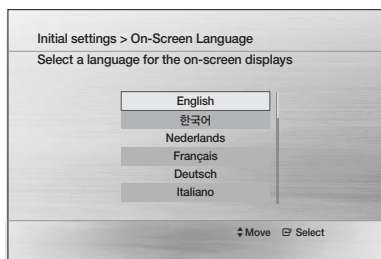 Initial settings > On-Screen Language
Select a language for the on-screen displays
English
한국어
Nederlands
Français
Deutsch
Italiano
Move Select